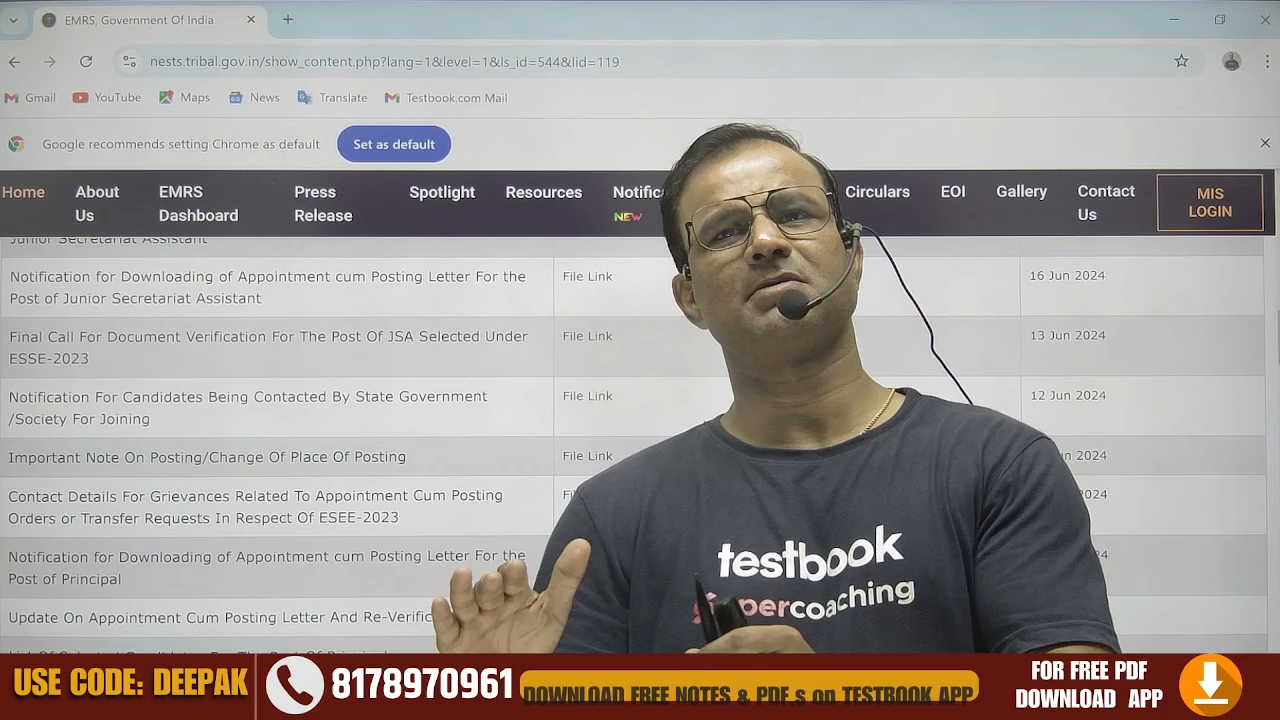 EMRS, Government Of India
nests.tribal.gov.in/show_content.php?lang=1&level=1&ls_id=544&lid=119
Gmail YouTube Maps News Translate Testbook.com Mail
Google recommends setting Chrome as default Set as default
Home About Us EMRS Dashboard Press Release Spotlight Resources NEW Circulars EOI Gallery Contact Us MIS LOGIN
Junior Secretariat Assistant
Notification for Downloading of Appointment cum Posting Letter For the File Link 16 Jun 2024
Post of Junior Secretariat Assistant
Final Call For Document Verification For The Post Of JSA Selected Under File Link 13 Jun 2024
ESSE-2023
Notification For Candidates Being Contacted By State Government File Link 12 Jun 2024
/Society For Joining
Important Note On Posting/Change Of Place Of Posting File Link 2024
Contact Details For Grievances Related To Appointment Cum Posting 2024
Orders or Transfer Requests In Respect Of ESEE-2023
Notification for Downloading of Appointment cum Posting Letter For the
Post of Principal
Update On Appointment Cum Posting Letter And
testbook
supercoaching
USE CODE: DEEPAK
8178970961
DOWNLOAD FREE NOTES & PDF,s on TESTBOOK APP
FOR FREE PDF
DOWNLOAD APP